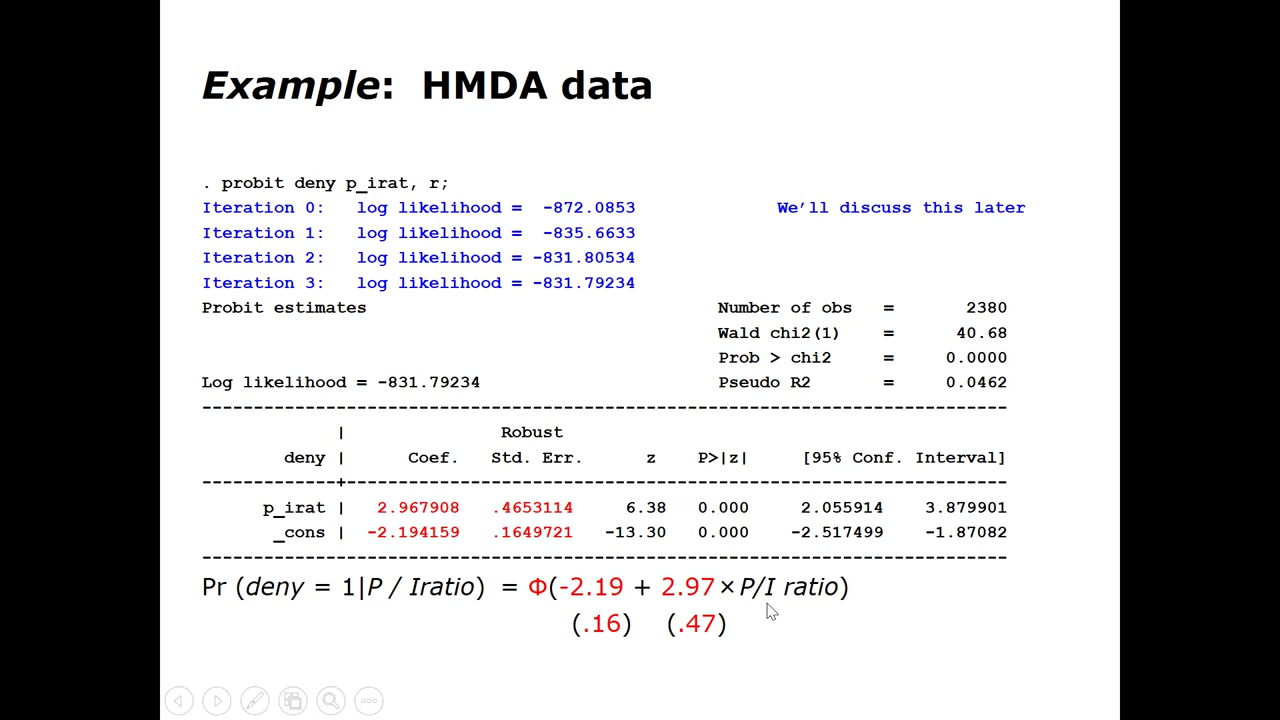 Example: HMDA data
. probit deny p_irat, r;
Iteration 0: log likelihood = -872.0853 We'll discuss this later
Iteration 1: log likelihood = -835.6633
Iteration 2: log likelihood = -831.80534
Iteration 3: log likelihood = -831.79234
Probit estimates Number of obs = 2380
Wald chi2(1) = 40.68
Prob > chi2 = 0.0000
Log likelihood = -831.79234 Pseudo R2 = 0.0462
------------------------------------------------------------------------------
| Robust
deny | Coef. Std. Err. z P>|z| [95% Conf. Interval]
-------------+----------------------------------------------------------------
p_irat | 2.967908 .4653114 6.38 0.000 2.055914 3.879901
_cons | -2.194159 .1649721 -13.30 0.000 -2.517499 -1.87082
------------------------------------------------------------------------------
Pr (deny = 1|P / Iratio) = Φ(-2.19 + 2.97×P/I ratio)
(.16) (.47)